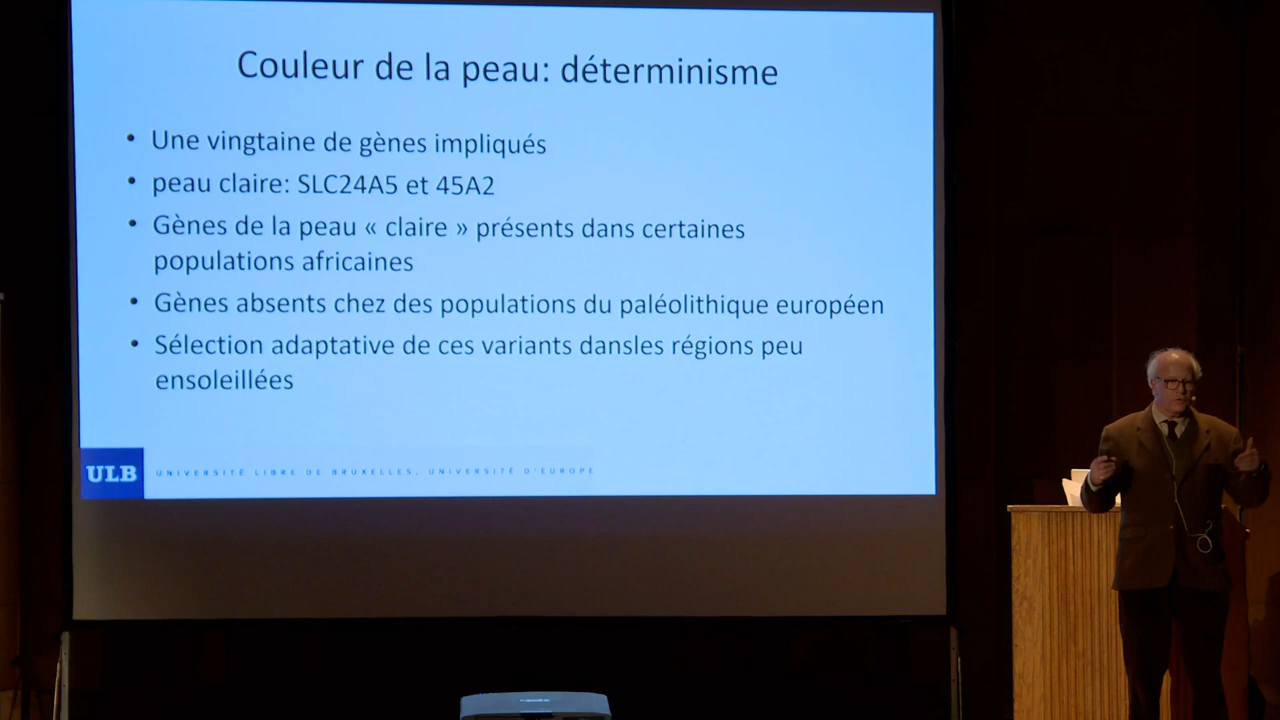 Couleur de la peau: déterminisme
• Une vingtaine de gènes impliqués
• peau claire: SLC24A5 et 45A2
• Gènes de la peau « claire » présents dans certaines
populations africaines
• Gènes absents chez des populations du paléolithique européen
• Sélection adaptative de ces variants dansles régions peu
ensoleillées
ULB UNIVERSITÉ LIBRE DE BRUXELLES, UNIVERSITÉ D'EUROPE